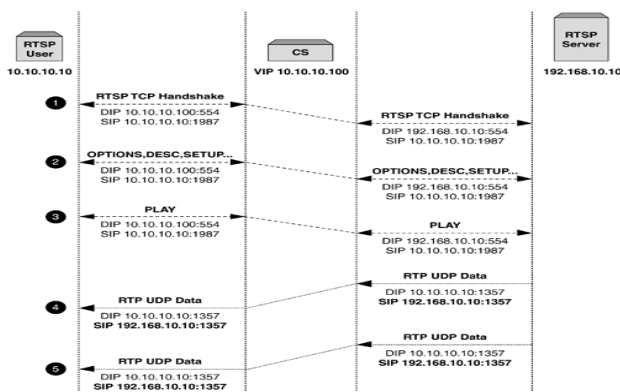 RTSP
User
10.10.10.10
CS
VIP 10.10.10.100
RTSP
Server
192.168.10.10
1
RTSP TCP Handshake
DIP 10.10.10.100:554
SIP 10.10.10.10:1987
RTSP TCP Handshake
DIP 192.168.10.10:554
SIP 10.10.10.10:1987
2
OPTIONS,DESC,SETUP...
DIP 10.10.10.100:554
SIP 10.10.10.10:1987
OPTIONS,DESC,SETUP...
DIP 192.168.10.10:554
SIP 10.10.10.10:1987
3
PLAY
DIP 10.10.10.100:554
SIP 10.10.10.10:1987
PLAY
DIP 192.168.10.10:554
SIP 10.10.10.10:1987
RTP UDP Data
DIP 10.10.10.10:1357
SIP 192.168.10.10:1357
4
RTP UDP Data
DIP 10.10.10.10:1357
SIP 192.168.10.10:1357
RTP UDP Data
DIP 10.10.10.10:1357
SIP 192.168.10.10:1357
5
RTP UDP Data
DIP 10.10.10.10:1357
SIP 192.168.10.10:1357